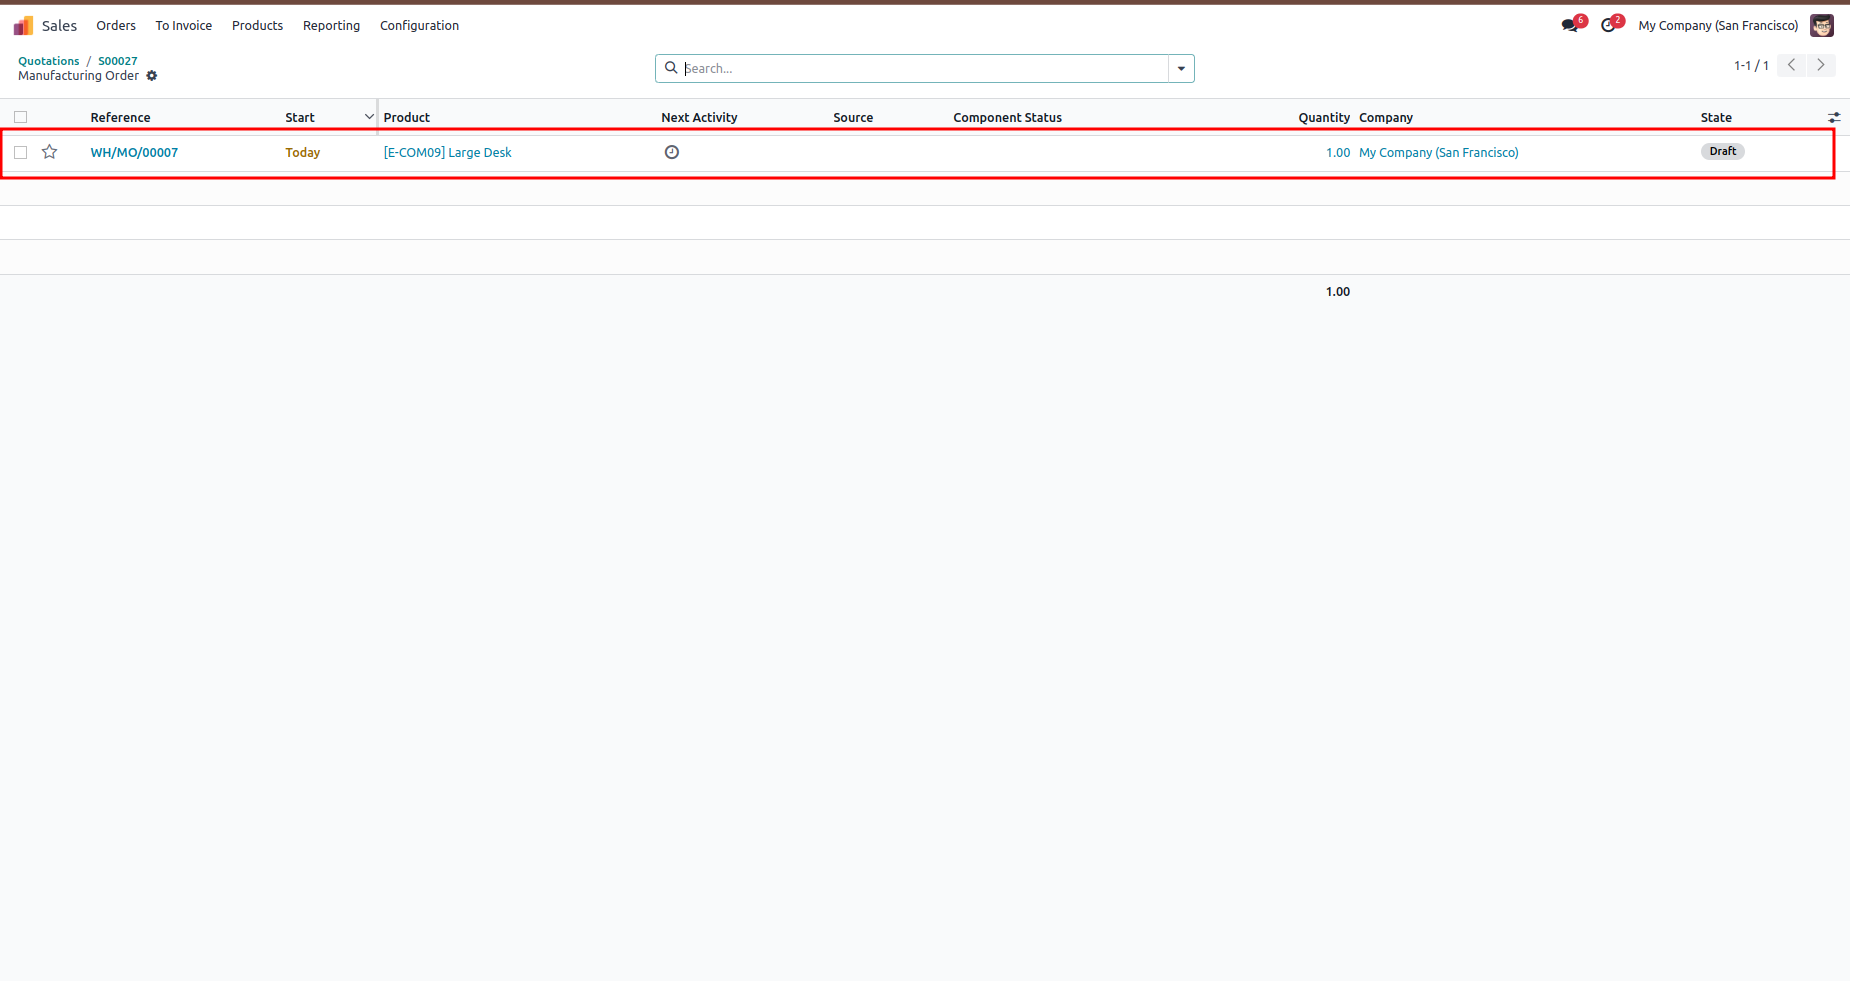 Sales Orders To Invoice Products Reporting Configuration 6 2 My Company (San Francisco)
Quotations / S00027
Manufacturing Order
Search...
1-1 / 1
Reference Start Product Next Activity Source Component Status Quantity Company State
WH/MO/00007 Today [E-COM09] Large Desk 1.00 My Company (San Francisco) Draft
1.00